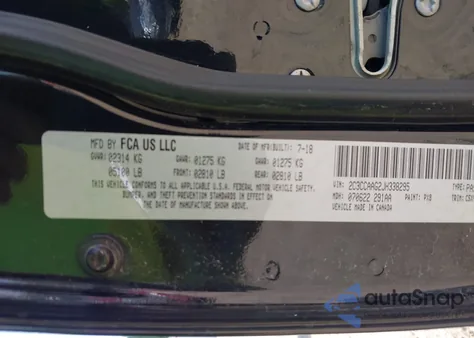 MFD BY FCA US LLC DATE OF MFR(BUILT): 7-18
GVWR: 02314 KG GAWR: 01275 KG GAWR: 01275 KG
05100 LB FRONT: 02810 LB REAR: 02810 LB
THIS VEHICLE CONFORMS TO ALL APPLICABLE FEDERAL MOTOR VEHICLE SAFETY,
BUMPER, AND THEFT PREVENTION STANDARDS IN EFFECT ON THE DATE OF
MANUFACTURE SHOWN ABOVE.
VIN: 2C3CCAAG2JH338295 TYPE:
MDH: 070622 291AA PAINT: PX8
VEHICLE MADE IN CANADA TRIM:
autoSnap